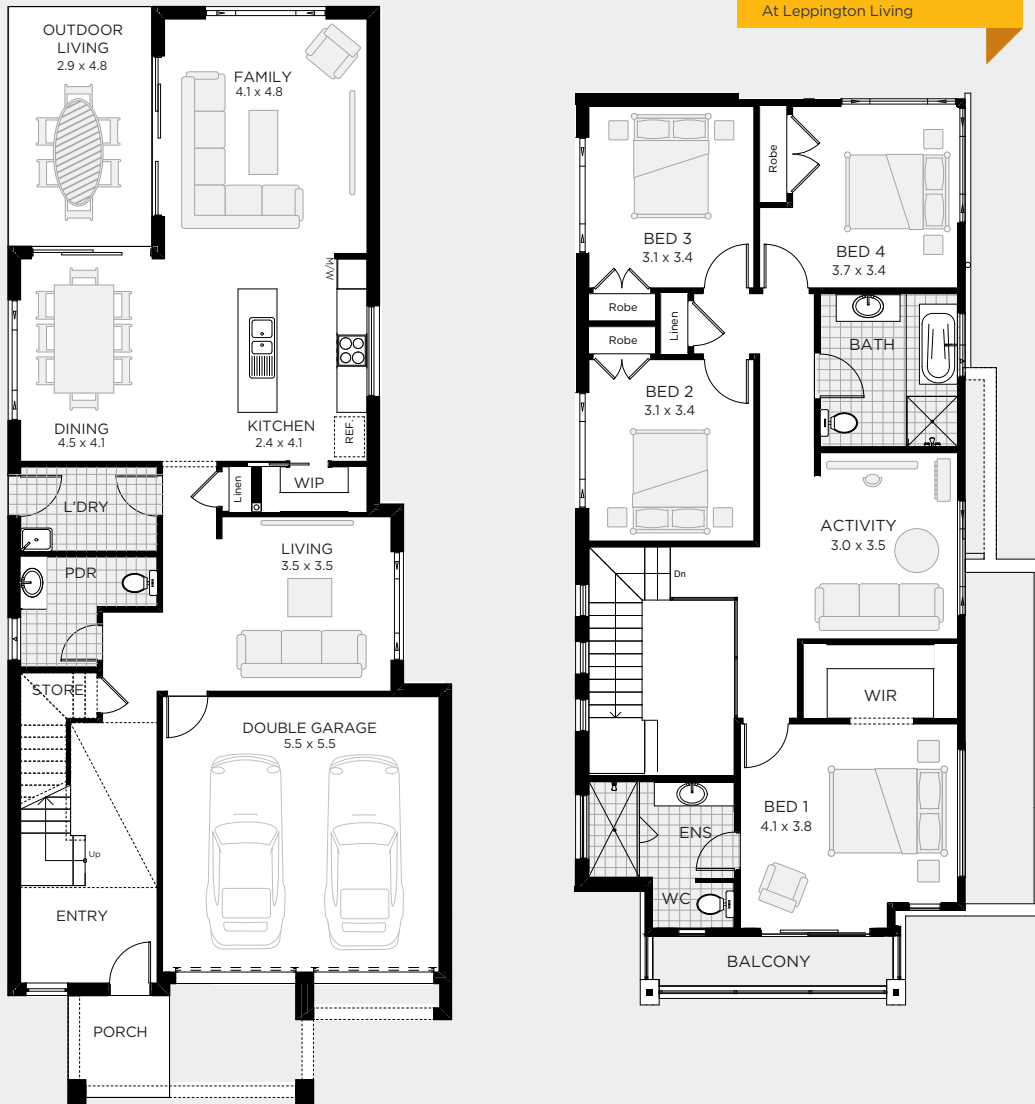 At Leppington Living
OUTDOOR
LIVING
2.9 x 4.8
FAMILY
4.1 x 4.8
M/W
DINING
4.5 x 4.1
KITCHEN
2.4 x 4.1
REF.
L'DRY
Linen
WIP
PDR
LIVING
3.5 x 3.5
STORE
DOUBLE GARAGE
5.5 x 5.5
Up
ENTRY
PORCH
BED 3
3.1 x 3.4
Robe
BED 4
3.7 x 3.4
Robe
Linen
Robe
BATH
BED 2
3.1 x 3.4
ACTIVITY
3.0 x 3.5
Dn
WIR
BED 1
4.1 x 3.8
ENS
WC
BALCONY